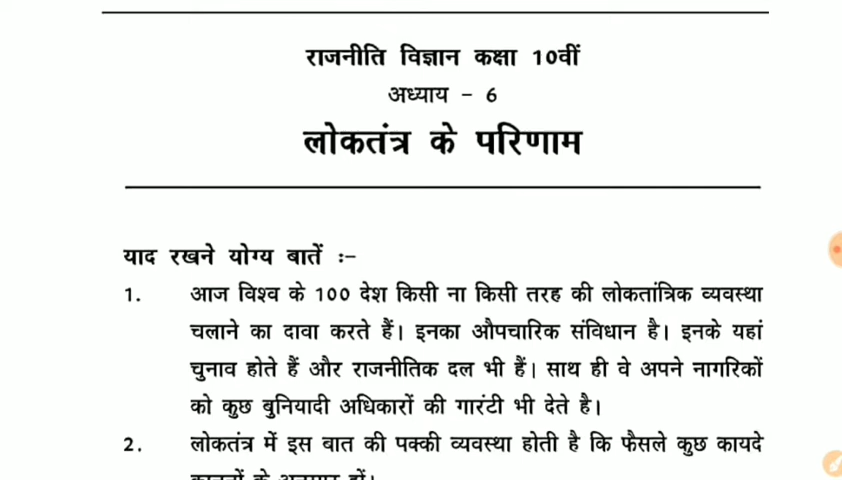 राजनीति विज्ञान कक्षा 10वीं
अध्याय - 6
लोकतंत्र के परिणाम
याद रखने योग्य बातें :-
1. आज विश्व के 100 देश किसी ना किसी तरह की लोकतांत्रिक व्यवस्था
चलाने का दावा करते हैं। इनका औपचारिक संविधान है। इनके यहां
चुनाव होते हैं और राजनीतिक दल भी हैं। साथ ही वे अपने नागरिकों
को कुछ बुनियादी अधिकारों की गारंटी भी देते है।
2. लोकतंत्र में इस बात की पक्की व्यवस्था होती है कि फैसले कुछ कायदे
कानूनों के अनुसार हों।